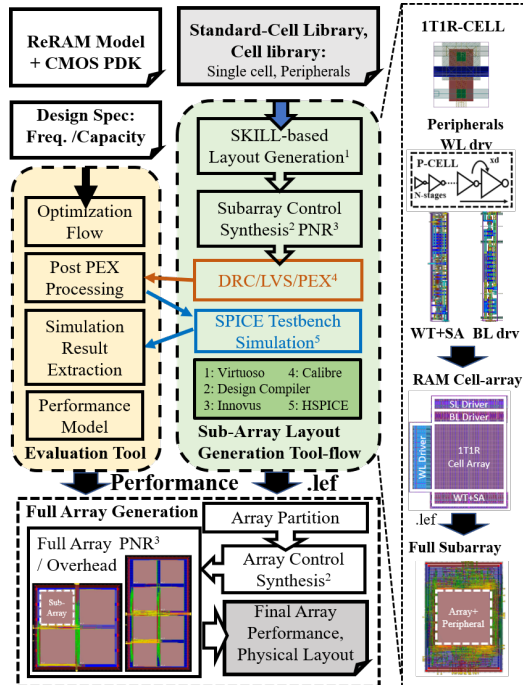 ReRAM Model
+ CMOS PDK
Standard-Cell Library,
Cell library:
Single cell, Peripherals
Design Spec:
Freq. /Capacity
SKILL-based
Layout Generation1
Optimization
Flow
Subarray Control
Synthesis2 PNR3
Post PEX
Processing
DRC/LVS/PEX4
Simulation
Result
Extraction
SPICE Testbench
Simulation5
1: Virtuoso 4: Calibre
2: Design Compiler
3: Innovus 5: HSPICE
Performance
Model
Evaluation Tool
Sub-Array Layout
Generation Tool-flow
Performance
.lef
Full Array Generation
Array Partition
Full Array PNR3
/ Overhead
Array Control
Synthesis2
Sub-
Array
Final Array
Performance,
Physical Layout
1T1R-CELL
Peripherals
WL drv
P-CELL
xd
N-stages
WT+SA BL drv
RAM Cell-array
SL Driver
BL Driver
WL Driver
1T1R
Cell Array
WT+SA
.lef
Full Subarray
Array+
Peripheral